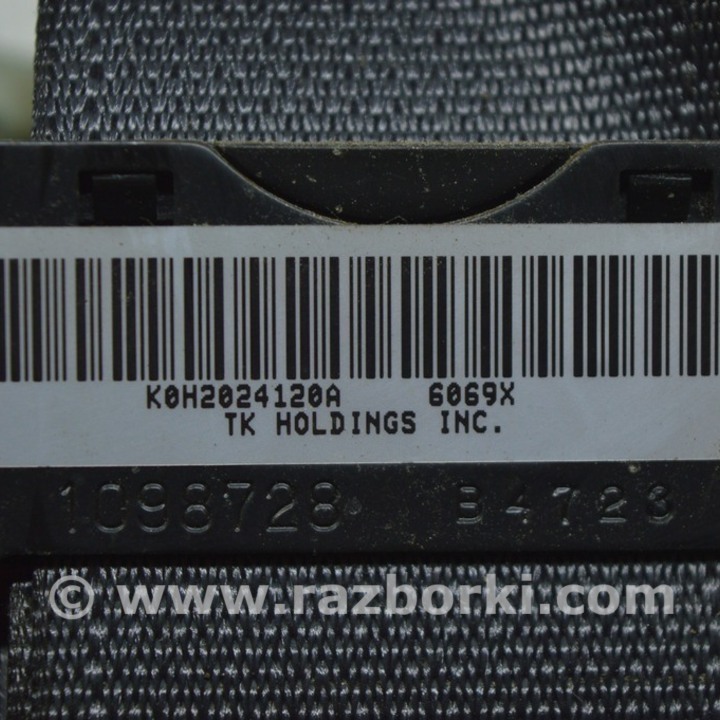 K0H2024120A 6069X
TK HOLDINGS INC.
1098728 B4723
© www.razborki.com